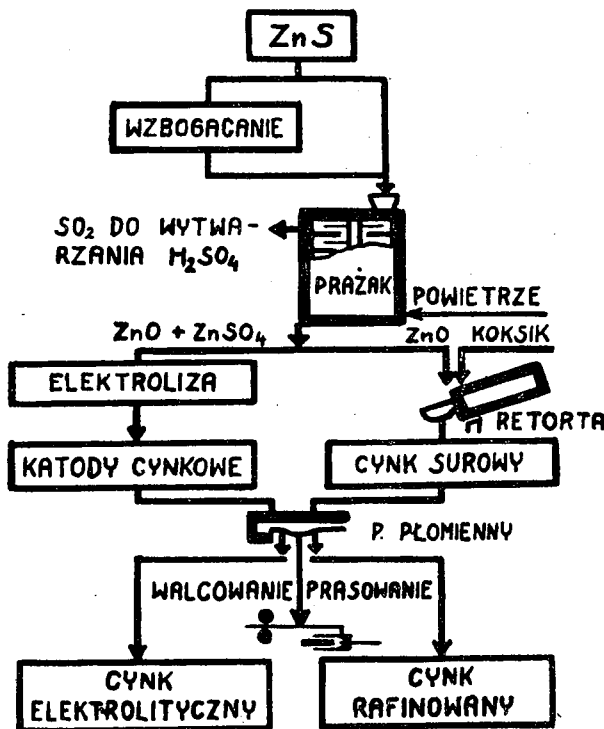 ZnS
WZBOGACANIE
SO₂ DO WYTWA-
RZANIA H₂SO₄
PRAŻAK
POWIETRZE
ZnO + ZnSO₄
ZnO KOKSIK
ELEKTROLIZA
RETORTA
KATODY CYNKOWE
CYNK SUROWY
P. PŁOMIENNY
WALCOWANIE PRASOWANIE
CYNK
ELEKTROLITYCZNY
CYNK
RAFINOWANY